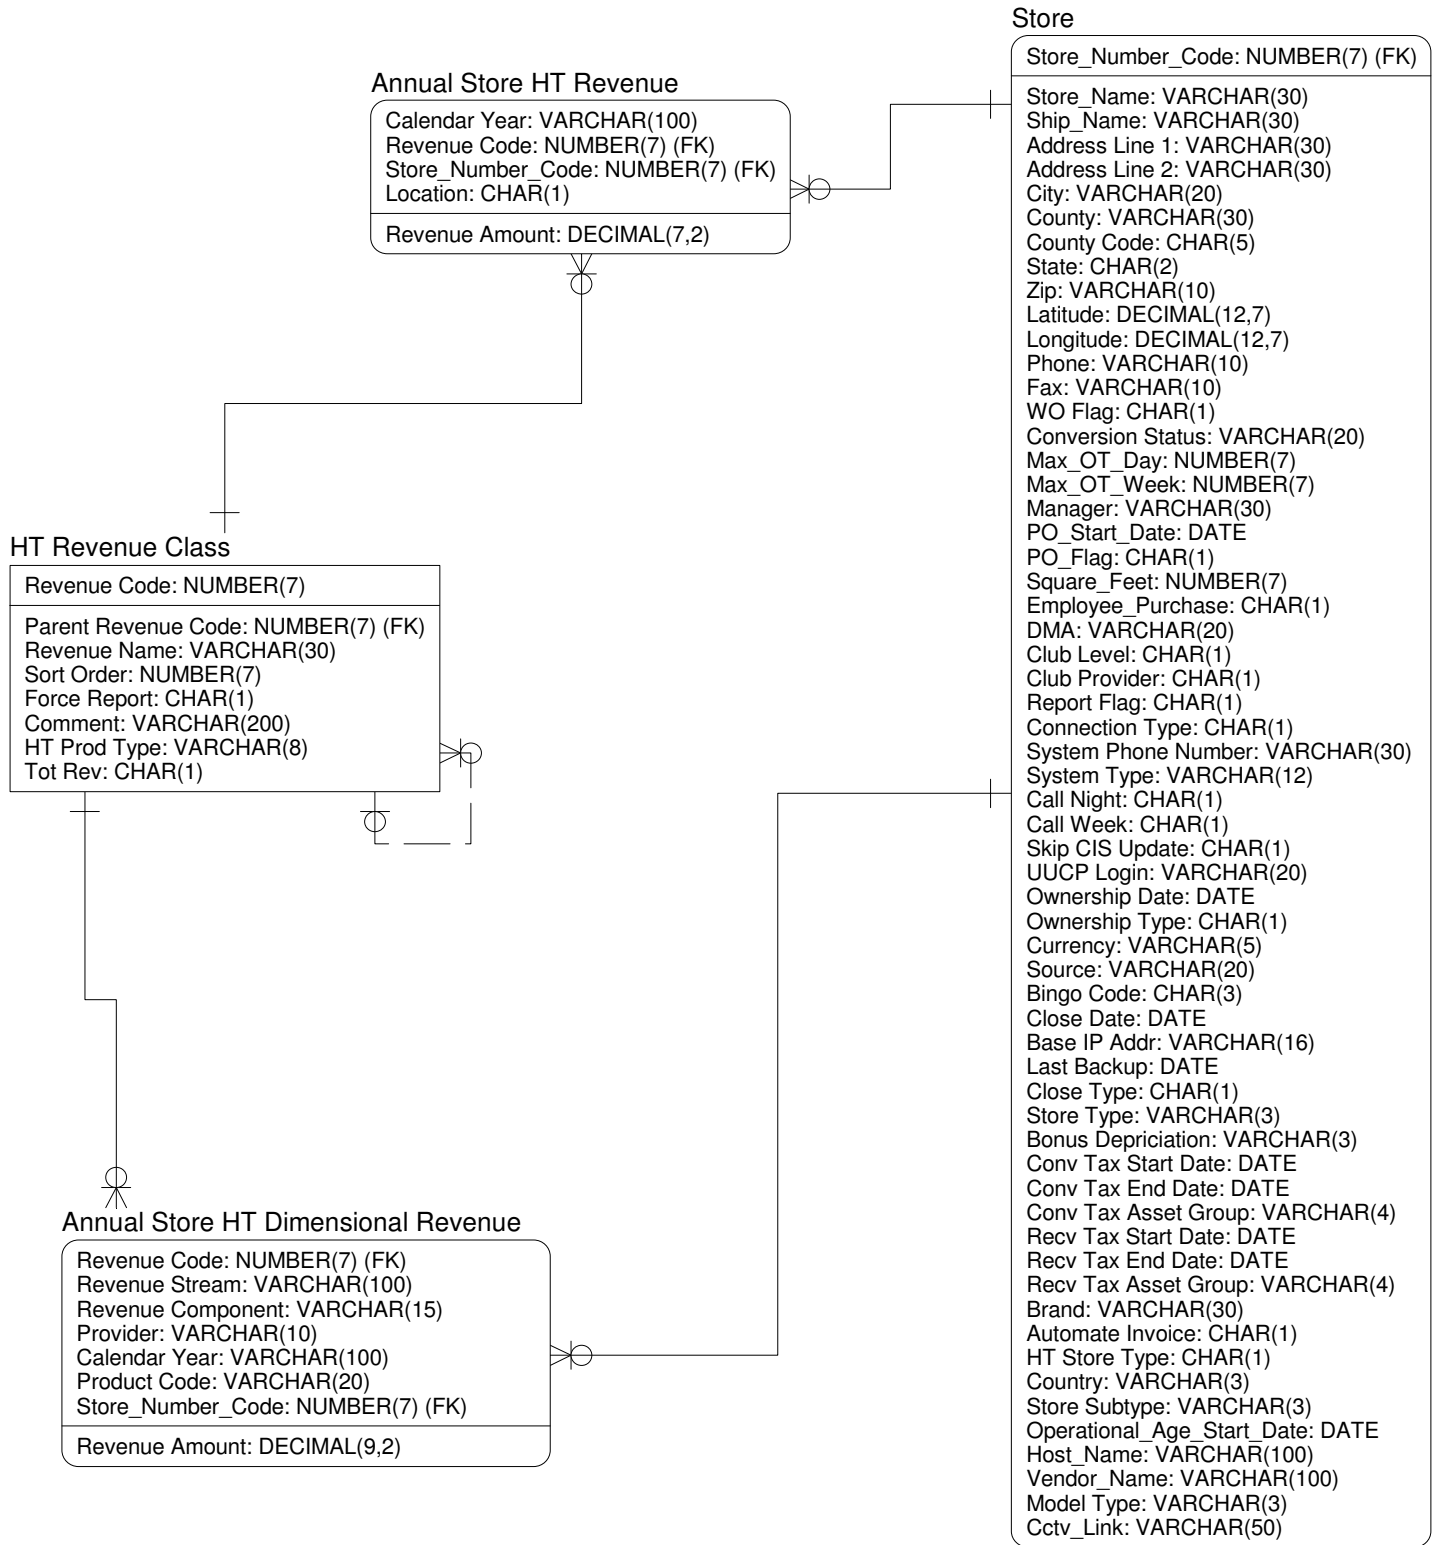 Annual Store HT Revenue
Calendar Year: VARCHAR(100)
Revenue Code: NUMBER(7) (FK)
Store_Number_Code: NUMBER(7) (FK)
Location: CHAR(1)
Revenue Amount: DECIMAL(7,2)
HT Revenue Class
Revenue Code: NUMBER(7)
Parent Revenue Code: NUMBER(7) (FK)
Revenue Name: VARCHAR(30)
Sort Order: NUMBER(7)
Force Report: CHAR(1)
Comment: VARCHAR(200)
HT Prod Type: VARCHAR(8)
Tot Rev: CHAR(1)
Annual Store HT Dimensional Revenue
Revenue Code: NUMBER(7) (FK)
Revenue Stream: VARCHAR(100)
Revenue Component: VARCHAR(15)
Provider: VARCHAR(10)
Calendar Year: VARCHAR(100)
Product Code: VARCHAR(20)
Store_Number_Code: NUMBER(7) (FK)
Revenue Amount: DECIMAL(9,2)
Store
Store_Number_Code: NUMBER(7) (FK)
Store_Name: VARCHAR(30)
Ship_Name: VARCHAR(30)
Address Line 1: VARCHAR(30)
Address Line 2: VARCHAR(30)
City: VARCHAR(20)
County: VARCHAR(30)
County Code: CHAR(5)
State: CHAR(2)
Zip: VARCHAR(10)
Latitude: DECIMAL(12,7)
Longitude: DECIMAL(12,7)
Phone: VARCHAR(10)
Fax: VARCHAR(10)
WO Flag: CHAR(1)
Conversion Status: VARCHAR(20)
Max_OT_Day: NUMBER(7)
Max_OT_Week: NUMBER(7)
Manager: VARCHAR(30)
PO_Start_Date: DATE
PO_Flag: CHAR(1)
Square_Feet: NUMBER(7)
Employee_Purchase: CHAR(1)
DMA: VARCHAR(20)
Club Level: CHAR(1)
Club Provider: CHAR(1)
Report Flag: CHAR(1)
Connection Type: CHAR(1)
System Phone Number: VARCHAR(30)
System Type: VARCHAR(12)
Call Night: CHAR(1)
Call Week: CHAR(1)
Skip CIS Update: CHAR(1)
UUCP Login: VARCHAR(20)
Ownership Date: DATE
Ownership Type: CHAR(1)
Currency: VARCHAR(5)
Source: VARCHAR(20)
Bingo Code: CHAR(3)
Close Date: DATE
Base IP Addr: VARCHAR(16)
Last Backup: DATE
Close Type: CHAR(1)
Store Type: VARCHAR(3)
Bonus Depriciation: VARCHAR(3)
Conv Tax Start Date: DATE
Conv Tax End Date: DATE
Conv Tax Asset Group: VARCHAR(4)
Recv Tax Start Date: DATE
Recv Tax End Date: DATE
Recv Tax Asset Group: VARCHAR(4)
Brand: VARCHAR(30)
Automate Invoice: CHAR(1)
HT Store Type: CHAR(1)
Country: VARCHAR(3)
Store Subtype: VARCHAR(3)
Operational_Age_Start_Date: DATE
Host_Name: VARCHAR(100)
Vendor_Name: VARCHAR(100)
Model Type: VARCHAR(3)
Cctv_Link: VARCHAR(50)